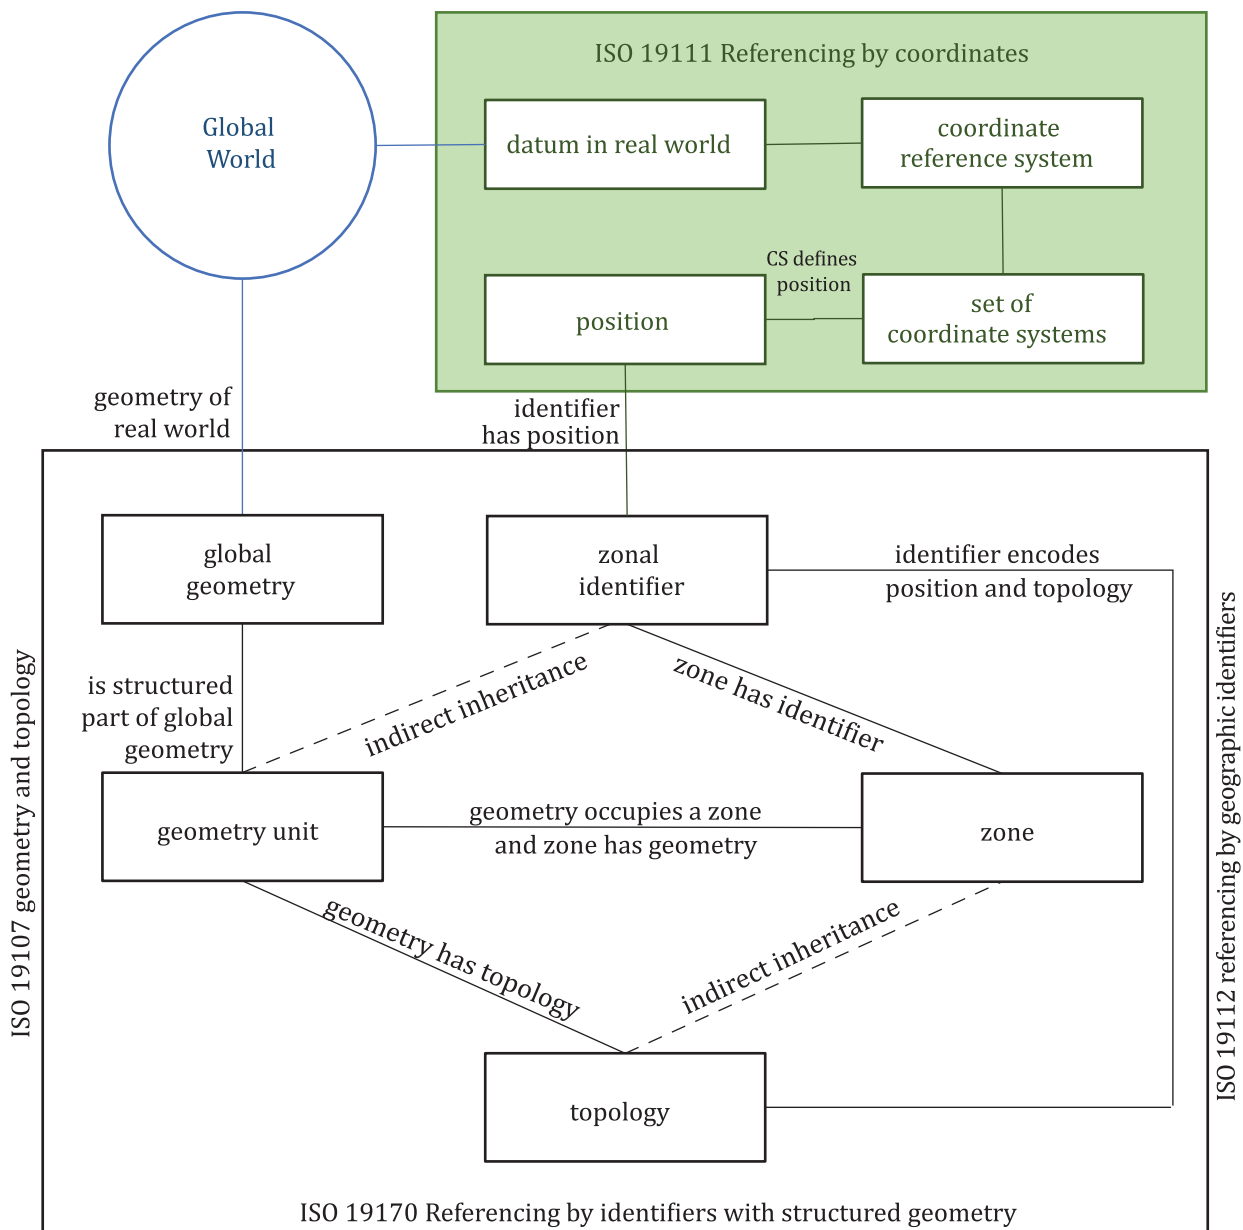 ISO 19111 Referencing by coordinates
Global
World
datum in real world
coordinate
reference system
CS defines
position
position
set of
coordinate systems
geometry of
real world
identifier
has position
global
geometry
zonal
identifier
identifier encodes
position and topology
is structured
part of global
geometry
indirect inheritance
zone has identifier
geometry unit
geometry occupies a zone
and zone has geometry
zone
geometry has topology
indirect inheritance
topology
ISO 19107 geometry and topology
ISO 19112 referencing by geographic identifiers
ISO 19170 Referencing by identifiers with structured geometry